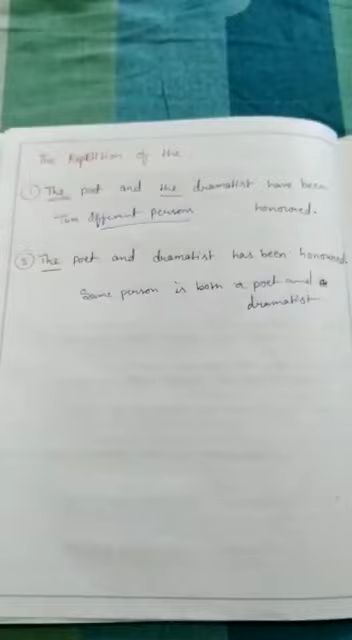 The Repetition of the
① The poet and the dramatist have been honoured.
Two different persons
② The poet and dramatist has been honoured.
Same person is both a poet and a dramatist